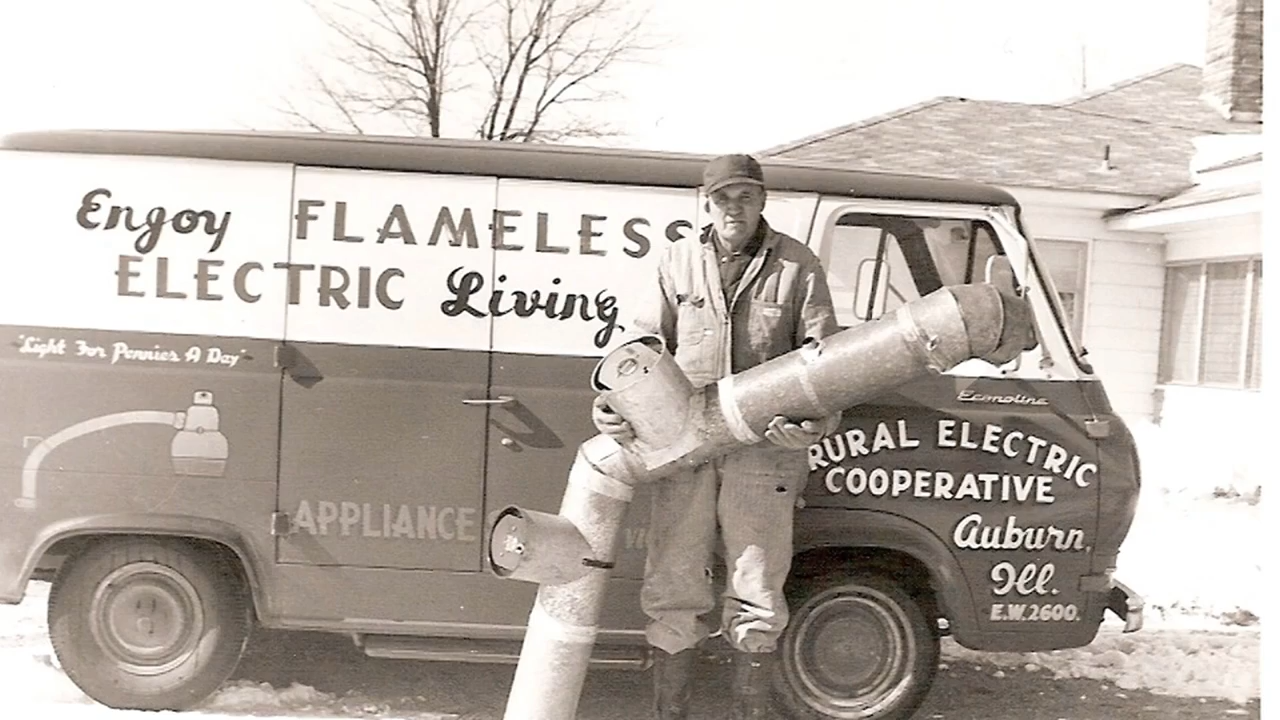 Enjoy FLAMELESS
ELECTRIC Living
"Light For Pennies A Day"
APPLIANCE
Econoline
RURAL ELECTRIC
COOPERATIVE
Auburn,
Ill.
E.W.2600.